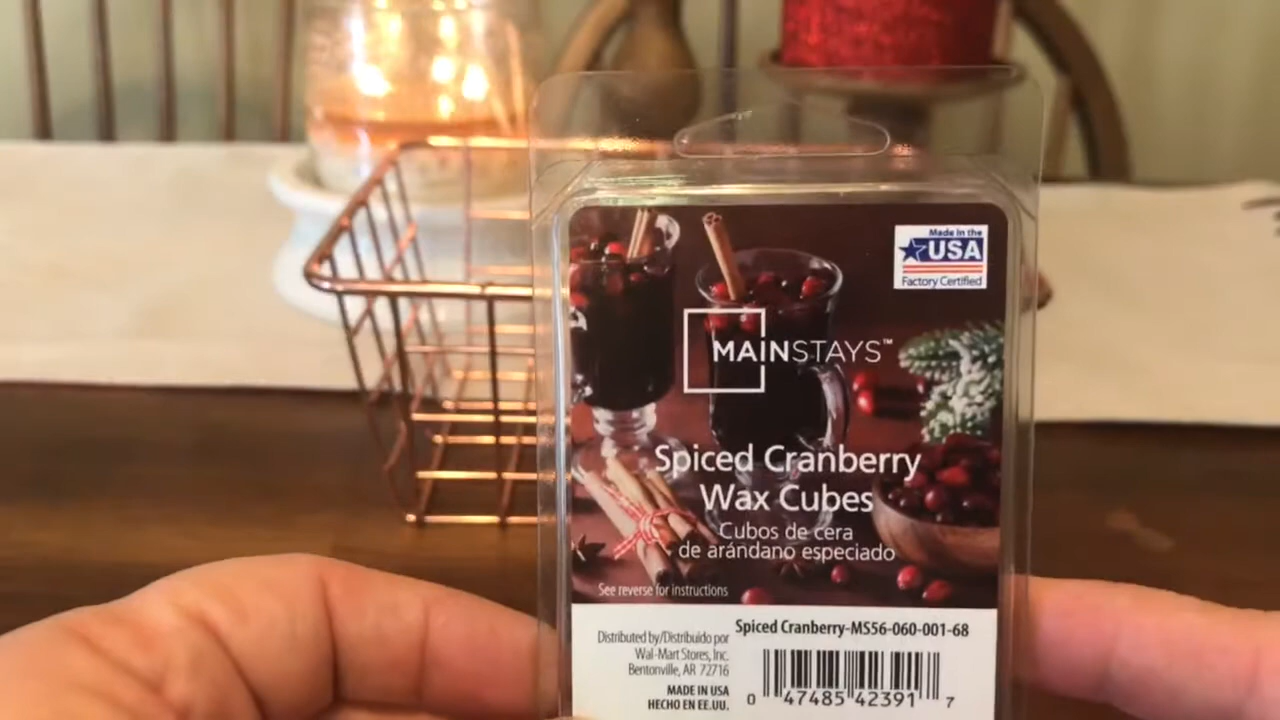 Made in the
USA
Factory Certified
MAINSTAYS™
Spiced Cranberry
Wax Cubes
Cubos de cera
de arándano especiado
See reverse for instructions
Spiced Cranberry-MS56-060-001-68
Distributed by/Distribuido por
Wal-Mart Stores, Inc.
Bentonville, AR 72716
MADE IN USA
HECHO EN EE.UU.
0 47485 42391 7